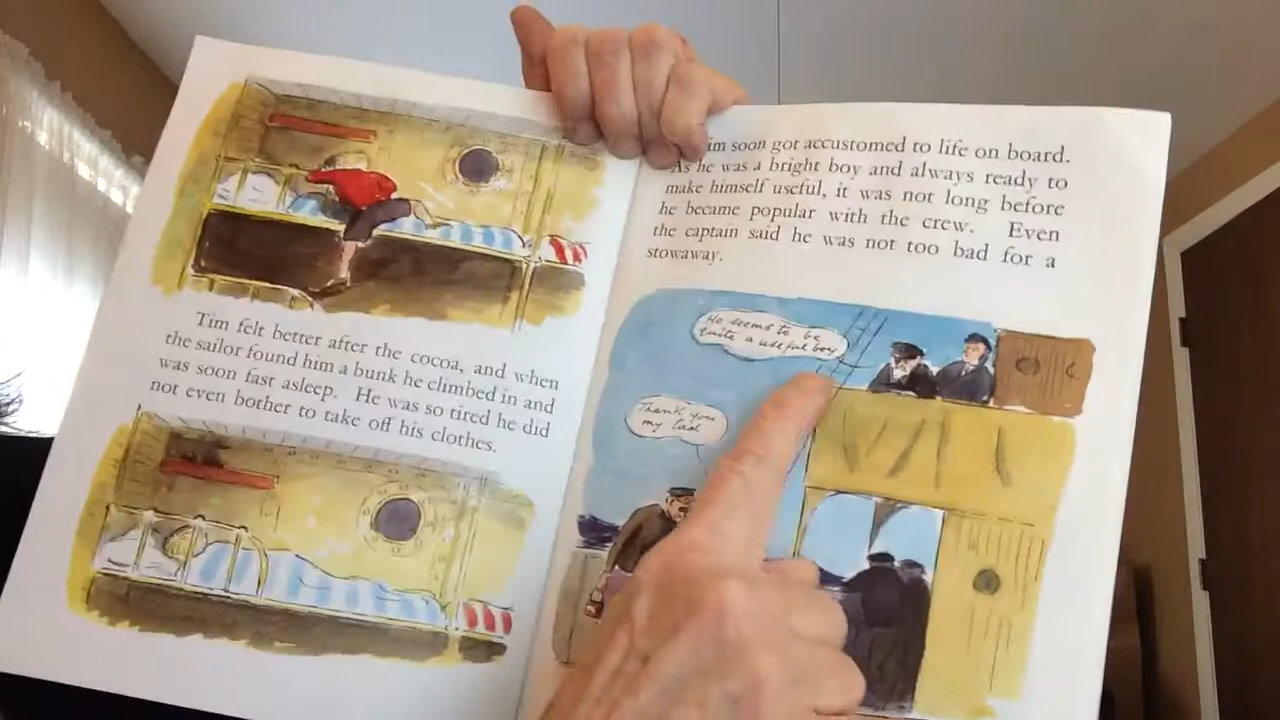 Tim felt better after the cocoa, and when
the sailor found him a bunk he climbed in and
was soon fast asleep. He was so tired he did
not even bother to take off his clothes.
im soon got accustomed to life on board.
As he was a bright boy and always ready to
make himself useful, it was not long before
he became popular with the crew. Even
the captain said he was not too bad for a
stowaway.
He seems to be
quite a useful boy
Thank you
my Lad